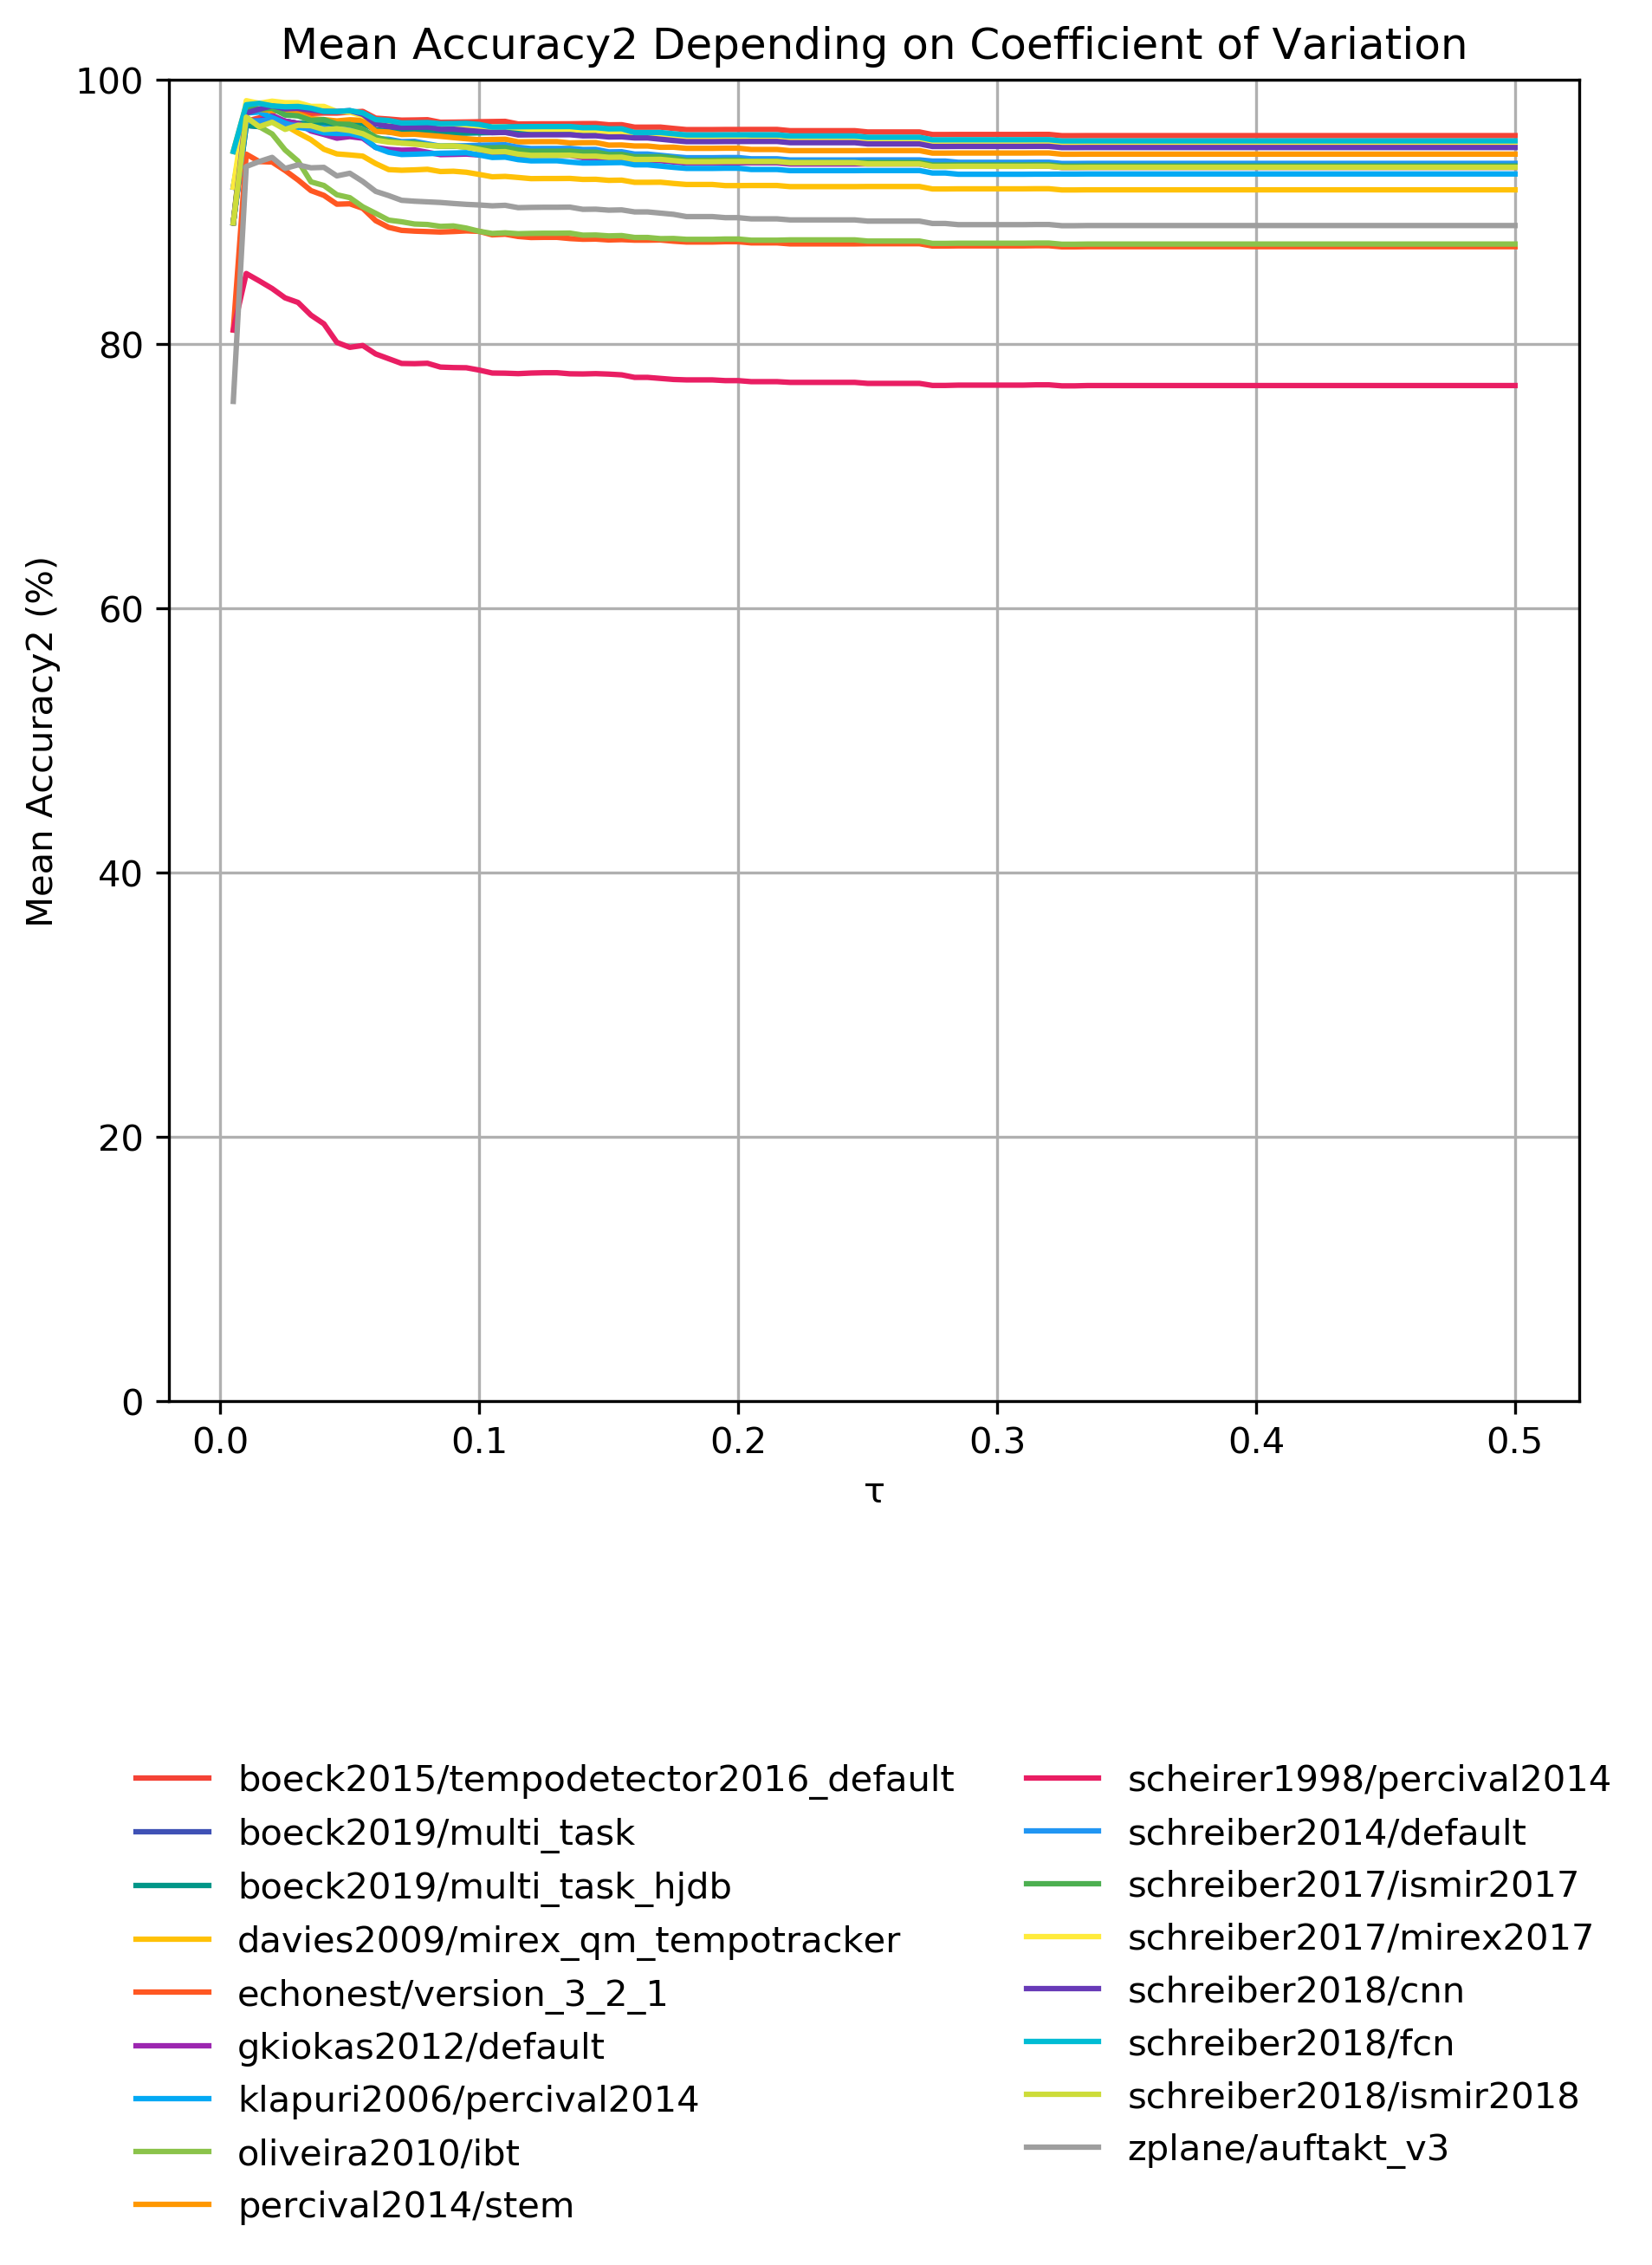 Mean Accuracy2 Depending on Coefficient of Variation
Mean Accuracy2 (%)
100
80
60
40
20
0
0.0 0.1 0.2 0.3 0.4 0.5
τ
boeck2015/tempodetector2016_default
boeck2019/multi_task
boeck2019/multi_task_hjdb
davies2009/mirex_qm_tempotracker
echonest/version_3_2_1
gkiokas2012/default
klapuri2006/percival2014
oliveira2010/ibt
percival2014/stem
scheirer1998/percival2014
schreiber2014/default
schreiber2017/ismir2017
schreiber2017/mirex2017
schreiber2018/cnn
schreiber2018/fcn
schreiber2018/ismir2018
zplane/auftakt_v3